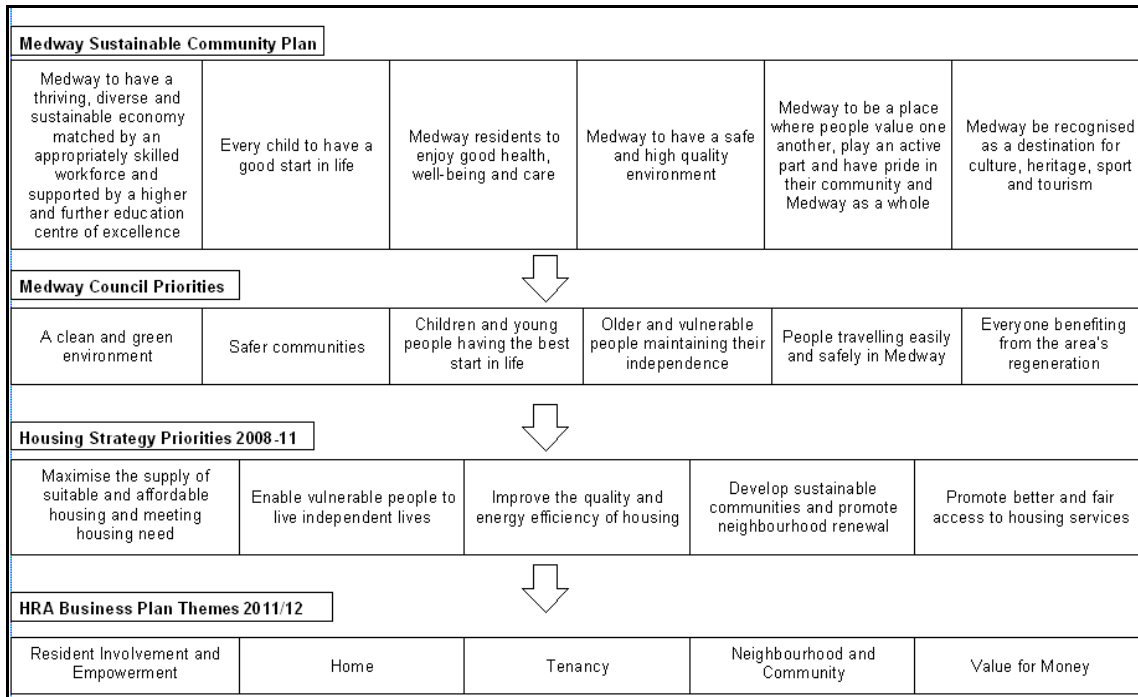 Medway Sustainable Community Plan
Medway to have a
thriving, diverse and
sustainable economy
matched by an
appropriately skilled
workforce and
supported by a higher
and further education
centre of excellence
Every child to have a
good start in life
Medway residents to
enjoy good health,
well-being and care
Medway to have a safe
and high quality
environment
Medway to be a place
where people value one
another, play an active
part and have pride in
their community and
Medway as a whole
Medway be recognised
as a destination for
culture, heritage, sport
and tourism
Medway Council Priorities
A clean and green
environment
Safer communities
Children and young
people having the best
start in life
Older and vulnerable
people maintaining their
independence
People travelling easily
and safely in Medway
Everyone benefiting
from the area's
regeneration
Housing Strategy Priorities 2008-11
Maximise the supply of
suitable and affordable
housing and meeting
housing need
Enable vulnerable people to
live independent lives
Improve the quality and
energy efficiency of housing
Develop sustainable
communities and promote
neighbourhood renewal
Promote better and fair
access to housing services
HRA Business Plan Themes 2011/12
Resident Involvement and
Empowerment
Home
Tenancy
Neighbourhood and
Community
Value for Money